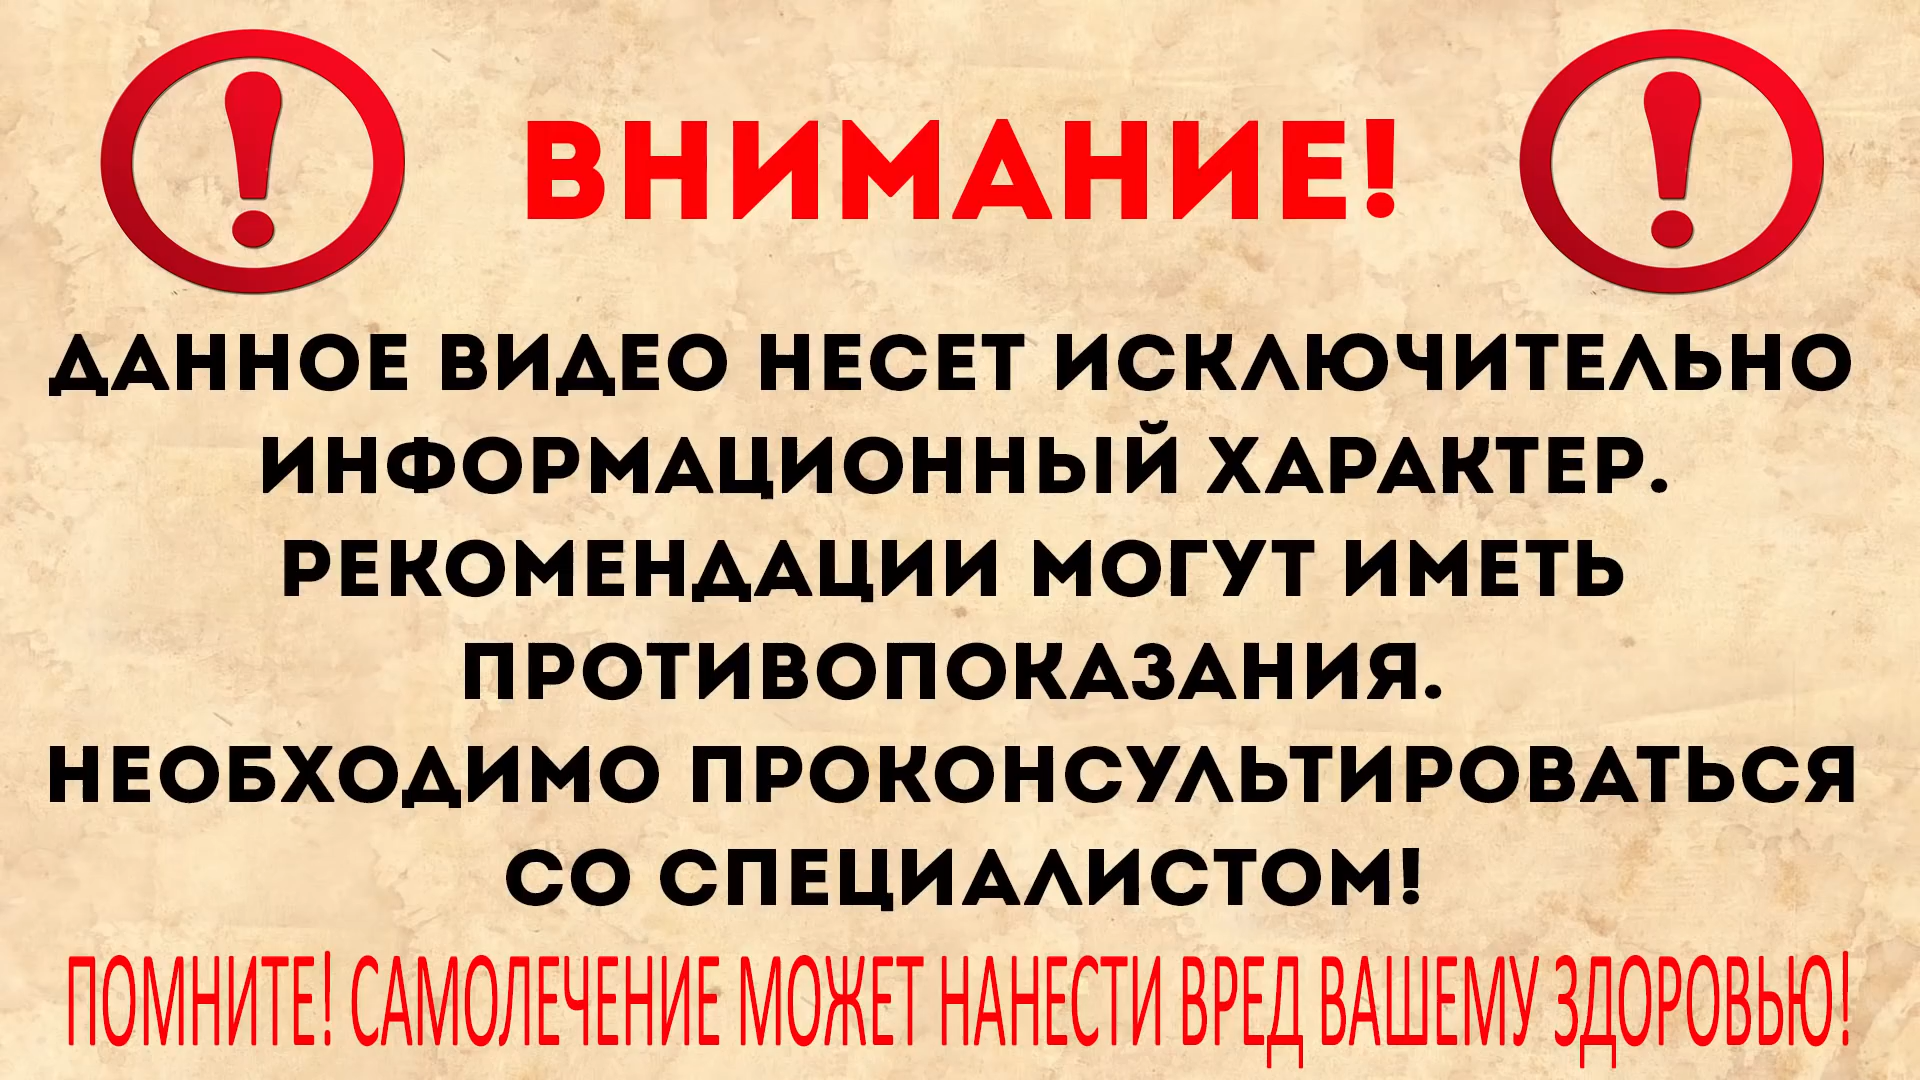 ВНИМАНИЕ!
ДАННОЕ ВИДЕО НЕСЕТ ИСКЛЮЧИТЕЛЬНО
ИНФОРМАЦИОННЫЙ ХАРАКТЕР.
РЕКОМЕНДАЦИИ МОГУТ ИМЕТЬ
ПРОТИВОПОКАЗАНИЯ.
НЕОБХОДИМО ПРОКОНСУЛЬТИРОВАТЬСЯ
СО СПЕЦИАЛИСТОМ!
ПОМНИТЕ! САМОЛЕЧЕНИЕ МОЖЕТ НАНЕСТИ ВРЕД ВАШЕМУ ЗДОРОВЬЮ!